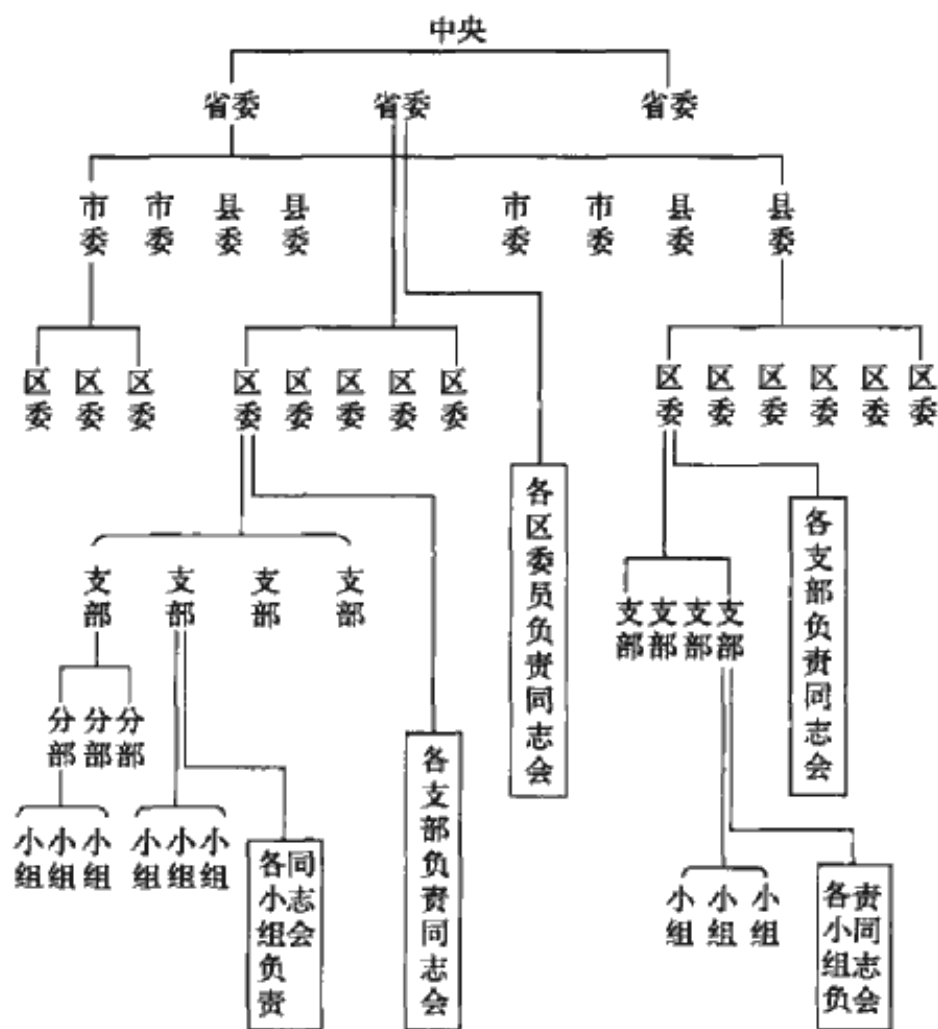 中央
省委 省委 省委
市委 市委 县委 县委 市委 市委 县委 县委
区委 区委 区委 区委 区委 区委 区委 区委 区委 区委 区委 区委 区委 区委
各区委员负责同志会
各支部负责同志会
支部 支部 支部 支部
支部 支部 支部 支部
分部 分部 分部
各支部负责同志会
小组 小组 小组 小组 小组 小组
各小组负责同志会
小组 小组 小组
各小组负责同志会